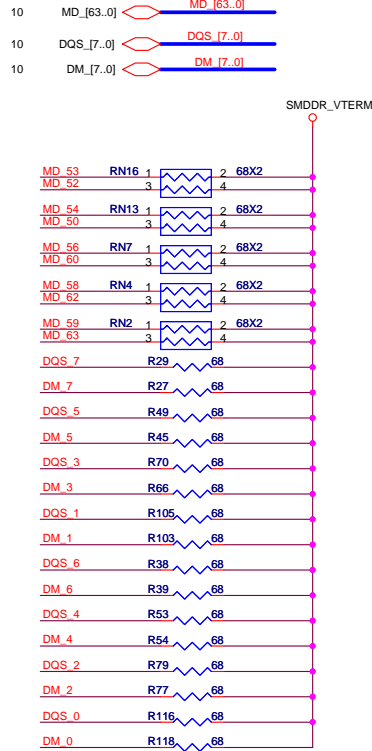 10 MD_[63..0] MD_[63..0]
10 DQS_[7..0] DQS_[7..0]
10 DM_[7..0] DM_[7..0]
SMDDR_VTERM
MD_53 RN16 1 2 68X2
MD_52 3 4
MD_54 RN13 1 2 68X2
MD_50 3 4
MD_56 RN7 1 2 68X2
MD_60 3 4
MD_58 RN4 1 2 68X2
MD_62 3 4
MD_59 RN2 1 2 68X2
MD_63 3 4
DQS_7 R29 68
DM_7 R27 68
DQS_5 R49 68
DM_5 R45 68
DQS_3 R70 68
DM_3 R66 68
DQS_1 R105 68
DM_1 R103 68
DQS_6 R38 68
DM_6 R39 68
DQS_4 R53 68
DM_4 R54 68
DQS_2 R79 68
DM_2 R77 68
DQS_0 R116 68
DM_0 R118 68